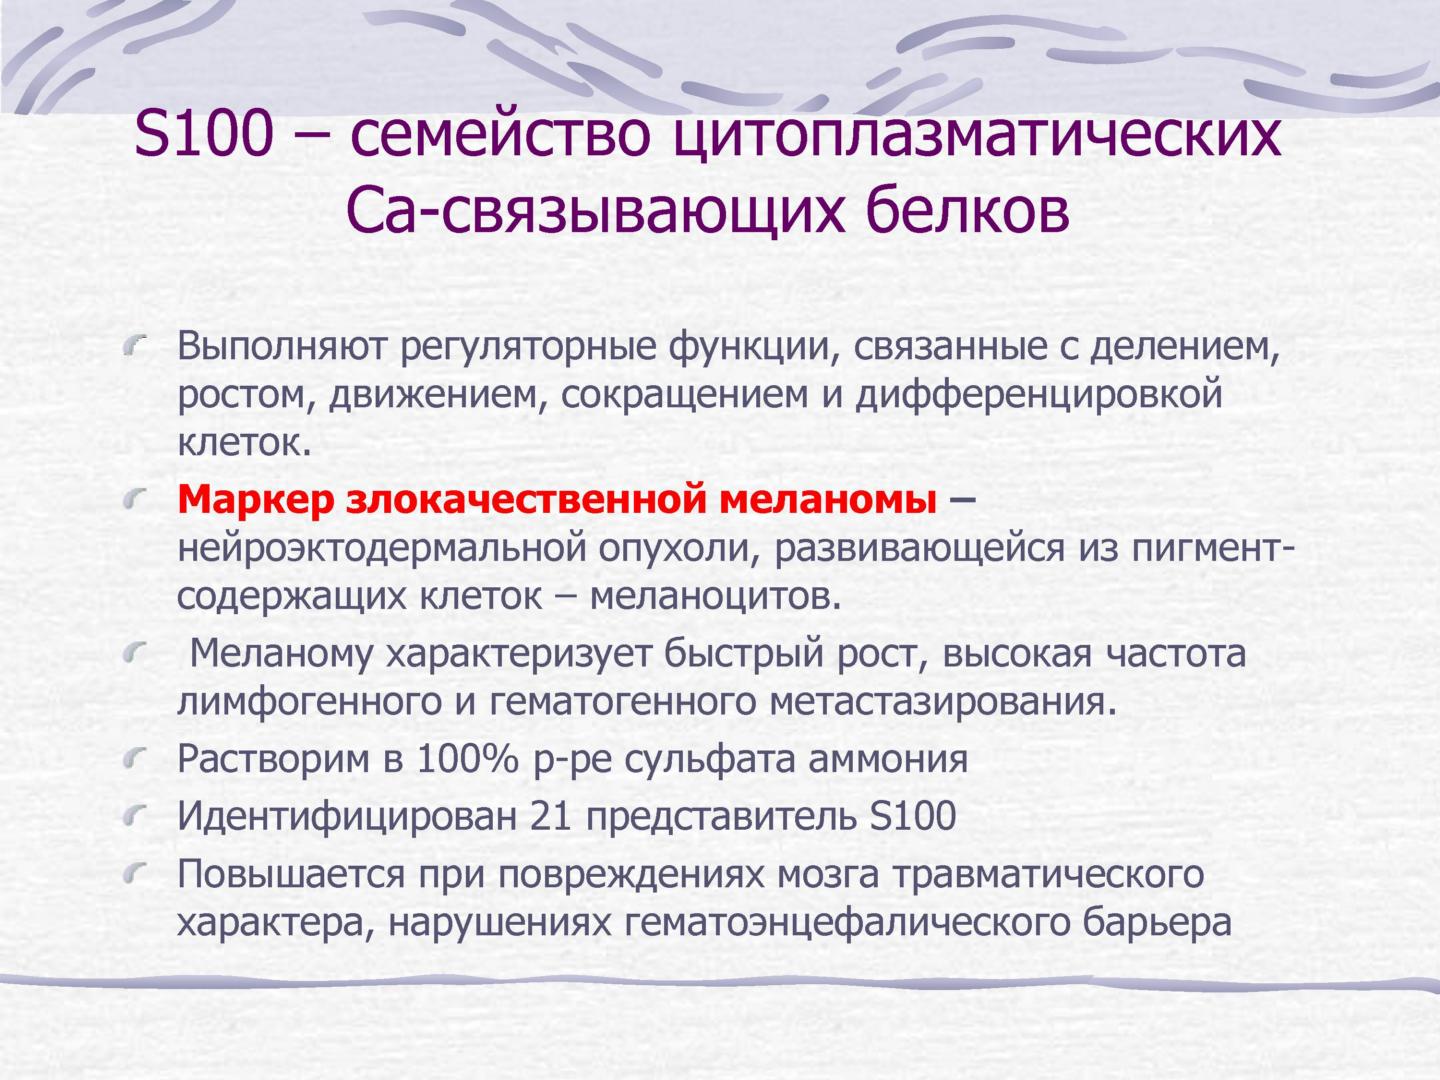 S100 – семейство цитоплазматических
Ca-связывающих белков
Выполняют регуляторные функции, связанные с делением,
ростом, движением, сокращением и дифференцировкой
клеток.
Маркер злокачественной меланомы –
нейроэктодермальной опухоли, развивающейся из пигмент-
содержащих клеток – меланоцитов.
Меланому характеризует быстрый рост, высокая частота
лимфогенного и гематогенного метастазирования.
Растворим в 100% р-ре сульфата аммония
Идентифицирован 21 представитель S100
Повышается при повреждениях мозга травматического
характера, нарушениях гематоэнцефалического барьера